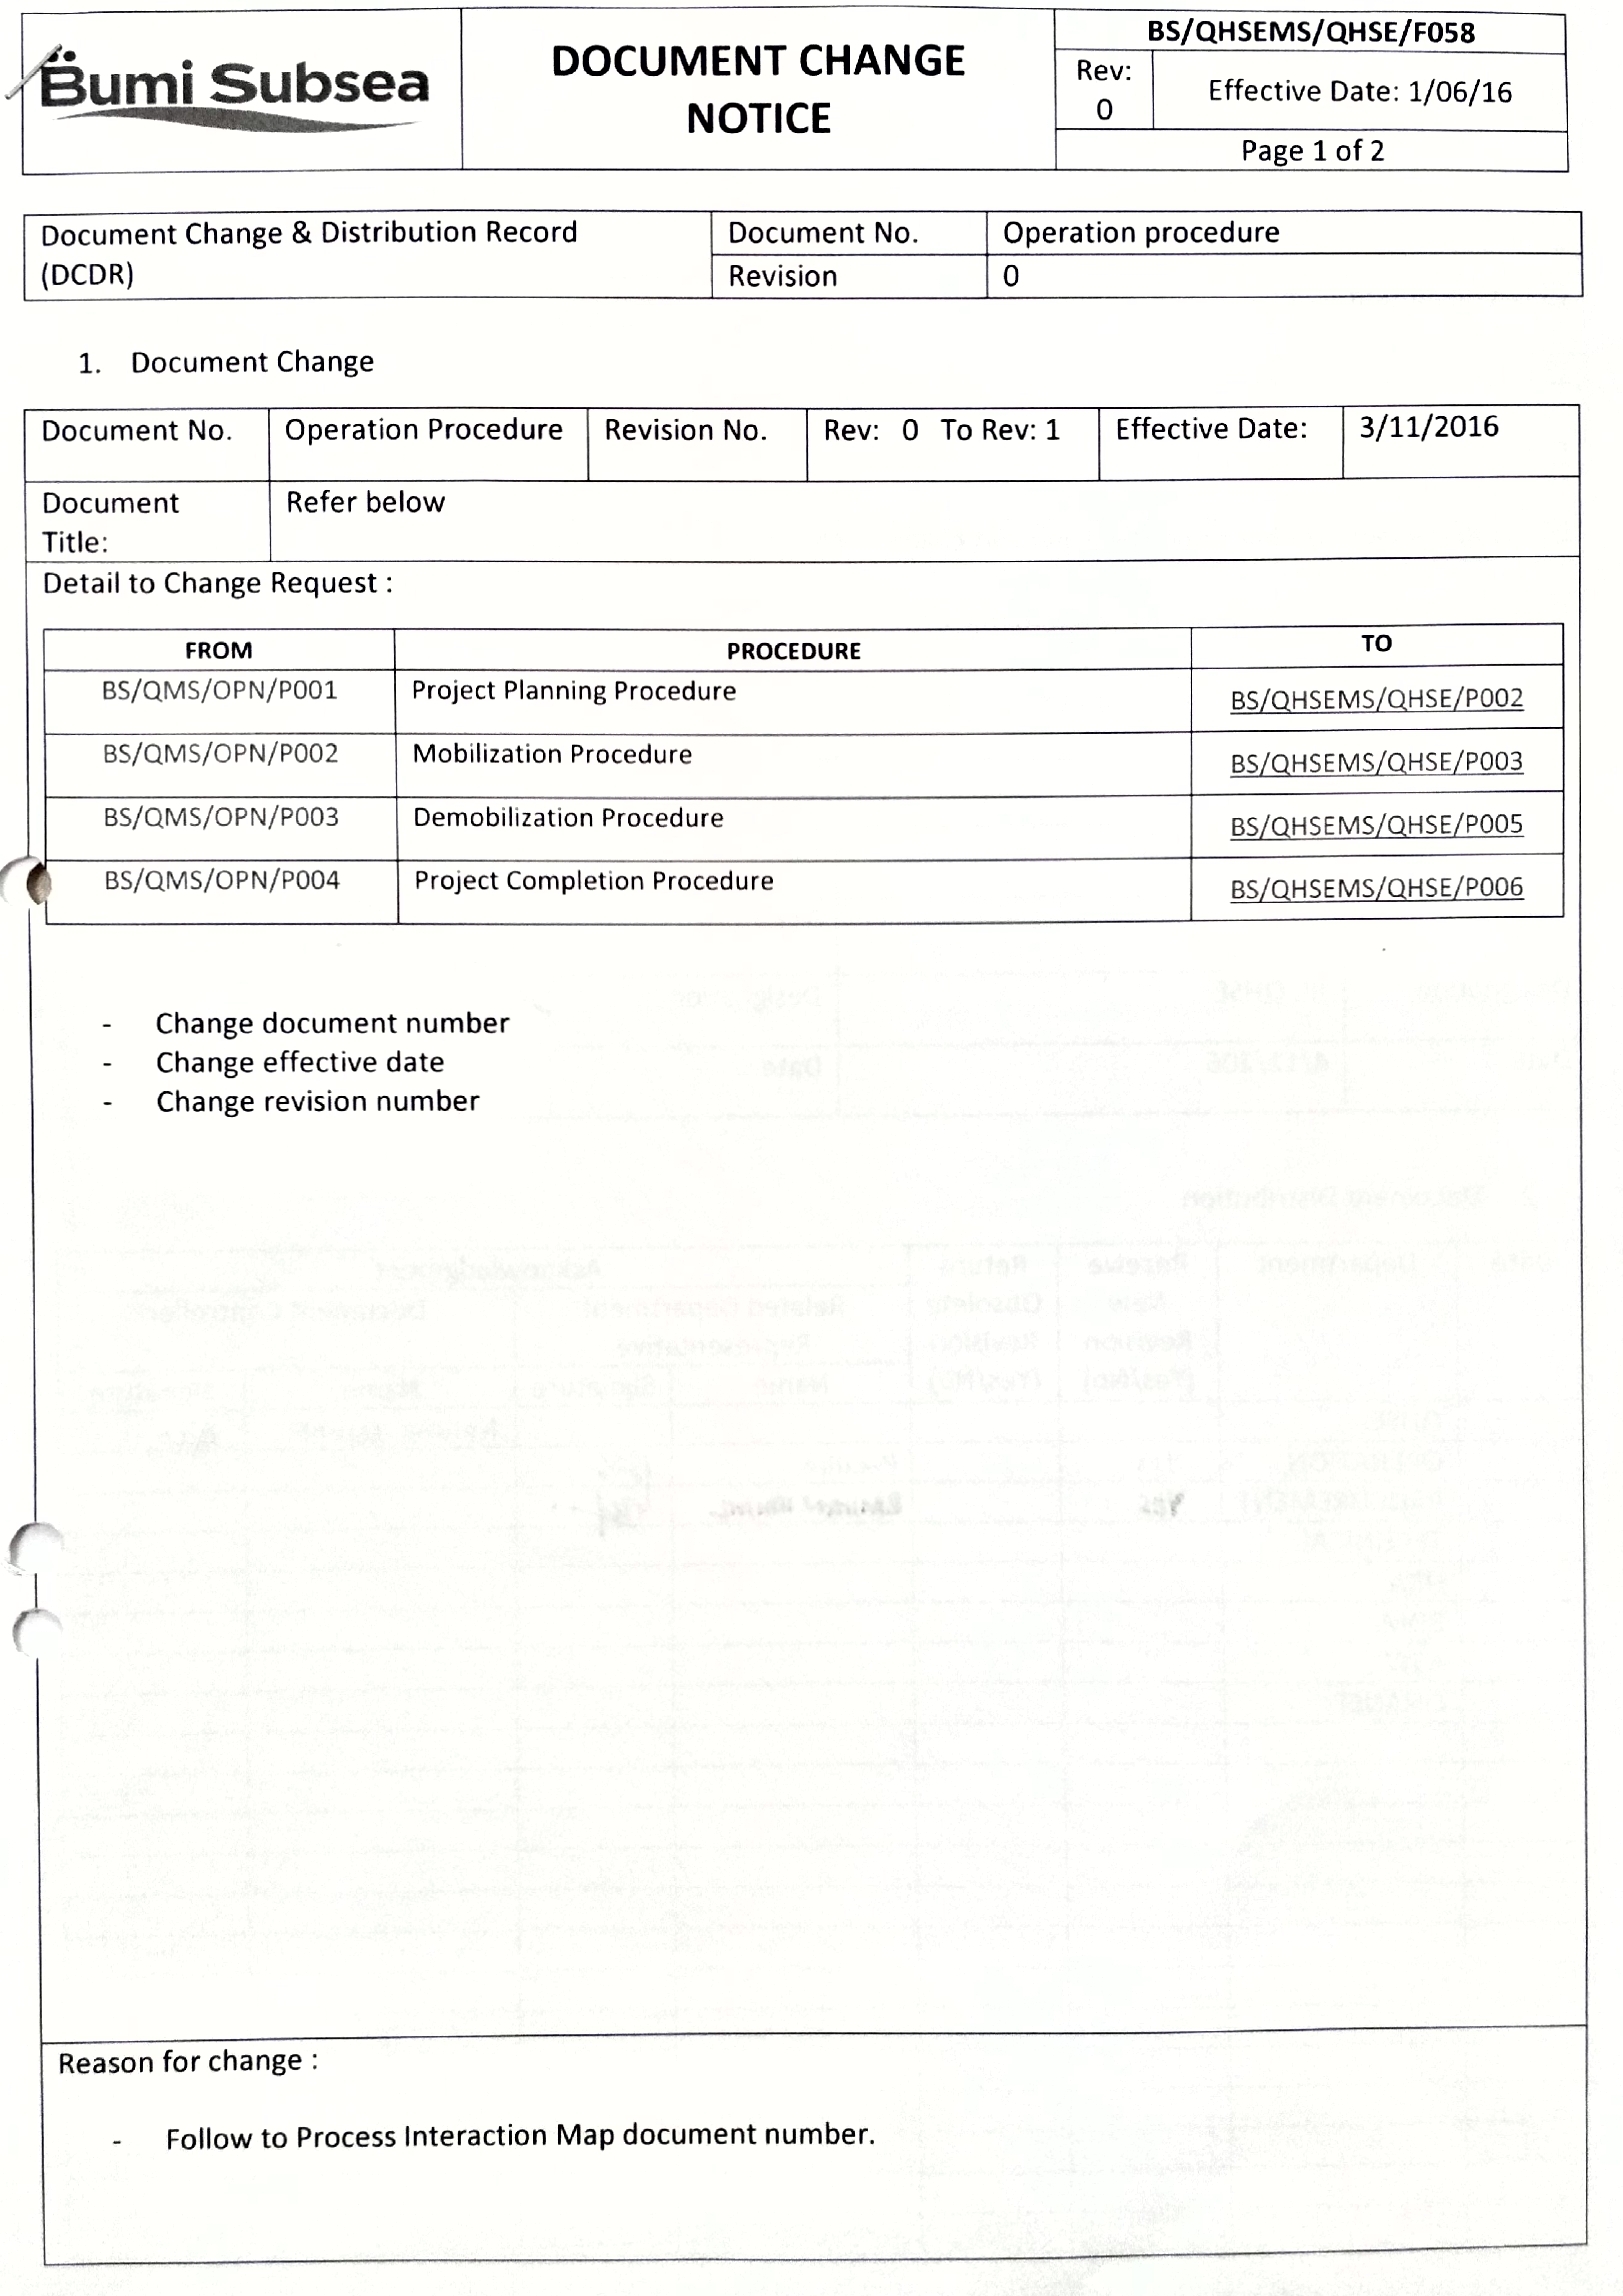 Bumi Subsea
DOCUMENT CHANGE
NOTICE
BS/QHSEMS/QHSE/F058
Rev:
0
Effective Date: 1/06/16
Page 1 of 2
Document Change & Distribution Record
(DCDR)
Document No.
Operation procedure
Revision
0
1. Document Change
Document No.
Operation Procedure
Revision No.
Rev: 0 To Rev: 1
Effective Date:
3/11/2016
Document
Title:
Refer below
Detail to Change Request :
FROM
PROCEDURE
TO
BS/QMS/OPN/P001
Project Planning Procedure
BS/QHSEMS/QHSE/P002
BS/QMS/OPN/P002
Mobilization Procedure
BS/QHSEMS/QHSE/P003
BS/QMS/OPN/P003
Demobilization Procedure
BS/QHSEMS/QHSE/P005
BS/QMS/OPN/P004
Project Completion Procedure
BS/QHSEMS/QHSE/P006
- Change document number
- Change effective date
- Change revision number
Reason for change :
- Follow to Process Interaction Map document number.